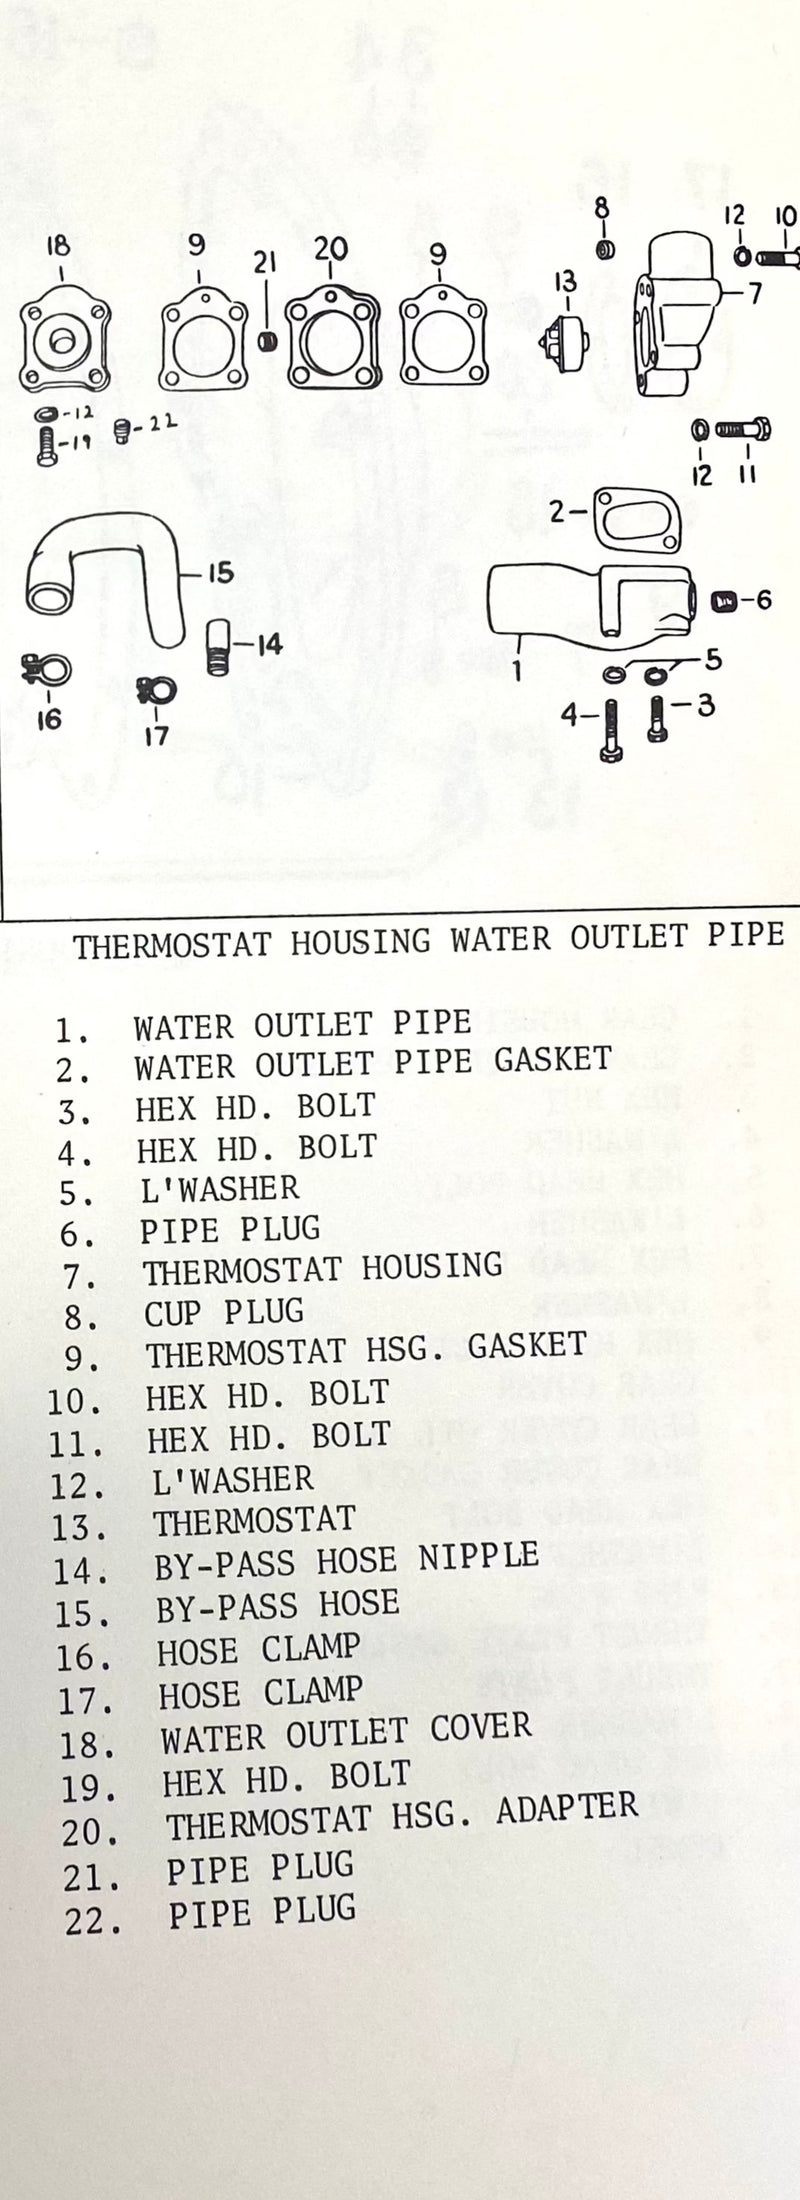 8
12 10
18 9 21 20 9
13
7
12
22
19
12 11
2
15
6
14
1 5
16 17
4 3
THERMOSTAT HOUSING WATER OUTLET PIPE
1. WATER OUTLET PIPE
2. WATER OUTLET PIPE GASKET
3. HEX HD. BOLT
4. HEX HD. BOLT
5. L'WASHER
6. PIPE PLUG
7. THERMOSTAT HOUSING
8. CUP PLUG
9. THERMOSTAT HSG. GASKET
10. HEX HD. BOLT
11. HEX HD. BOLT
12. L'WASHER
13. THERMOSTAT
14. BY-PASS HOSE NIPPLE
15. BY-PASS HOSE
16. HOSE CLAMP
17. HOSE CLAMP
18. WATER OUTLET COVER
19. HEX HD. BOLT
20. THERMOSTAT HSG. ADAPTER
21. PIPE PLUG
22. PIPE PLUG